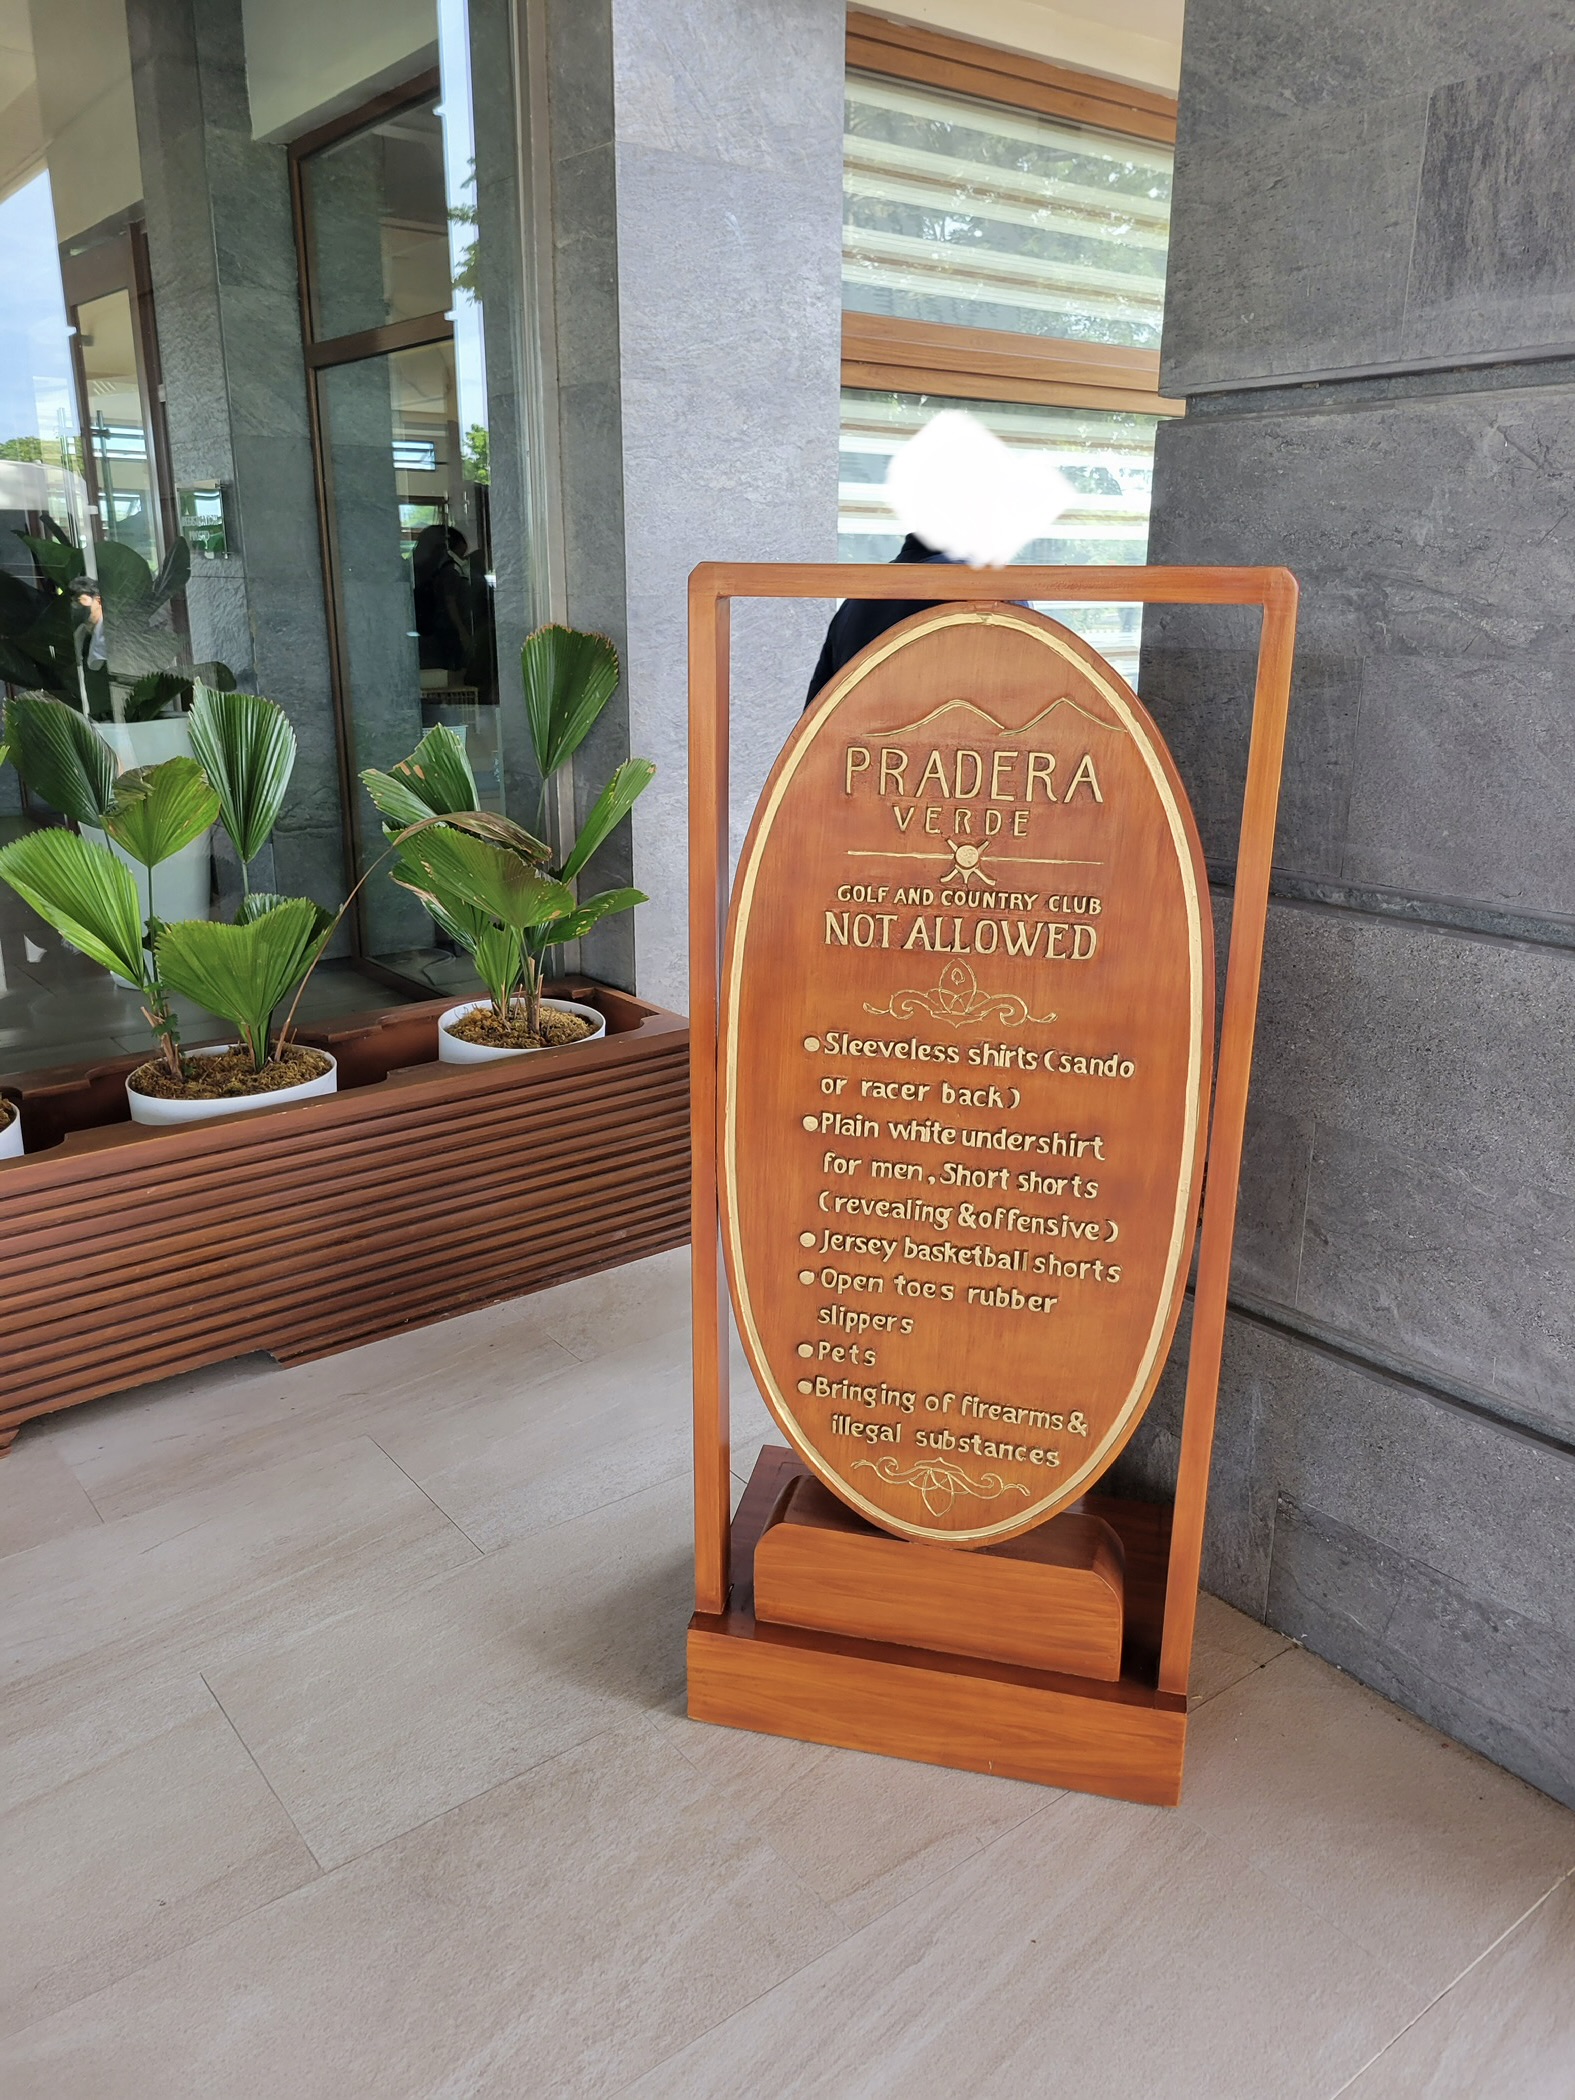 PRADERA
VERDE
GOLF AND COUNTRY CLUB
NOT ALLOWED
●Sleeveless shirts (sando
or racer back)
●Plain white undershirt
for men, Short shorts
(revealing & offensive)
●Jersey basketball shorts
●Open toes rubber
slippers
●Pets
●Bringing of firearms &
illegal substances